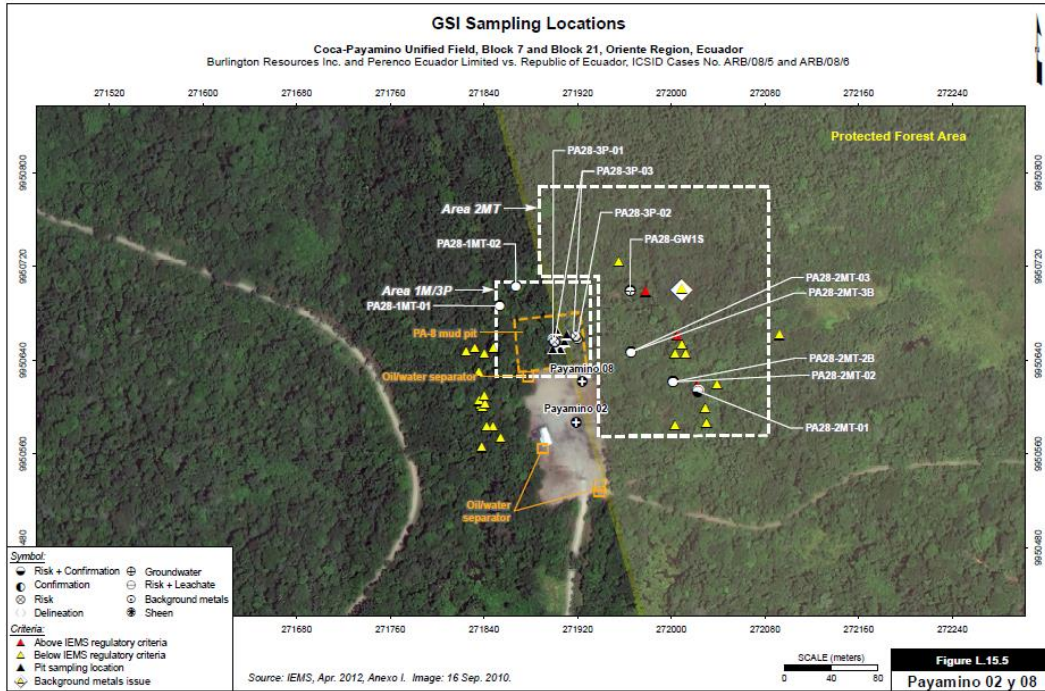 GSI Sampling Locations
Coca-Payamino Unified Field, Block 7 and Block 21, Oriente Region, Ecuador
Burlington Resources Inc. and Perenco Ecuador Limited vs. Republic of Ecuador, ICSID Cases No. ARB/08/5 and ARB/08/6
271520 271600 271680 271760 271840 271920 272000 272080 272160 272240
Protected Forest Area
9950800
9950800
PA28-3P-01
PA28-3P-03
Area 2MT
PA28-3P-02
PA28-1MT-02
PA28-GW1S
9950720
9950720
PA28-2MT-03
Area 1M/3P
PA28-2MT-3B
PA28-1MT-01
PA-8 mud pit
9950640
9950640
PA28-2MT-2B
Payamino 08
Oil/water separator
PA28-2MT-02
Payamino 02
PA28-2MT-01
9950560
9950560
Oil/water
separator
9950480
Symbol:
Risk + Confirmation
Groundwater
Confirmation
Risk + Leachate
Risk
Background metals
Delineation
Sheen
Criteria:
Above IEMS regulatory criteria
Below IEMS regulatory criteria
Pit sampling location
Background metals issue
271680 271760 271840 271920 272000 272080 272160 272240
Source: IEMS, Apr. 2012, Anexo I. Image: 16 Sep. 2010.
SCALE (meters)
0 40 80
Figure L.15.5
Payamino 02 y 08